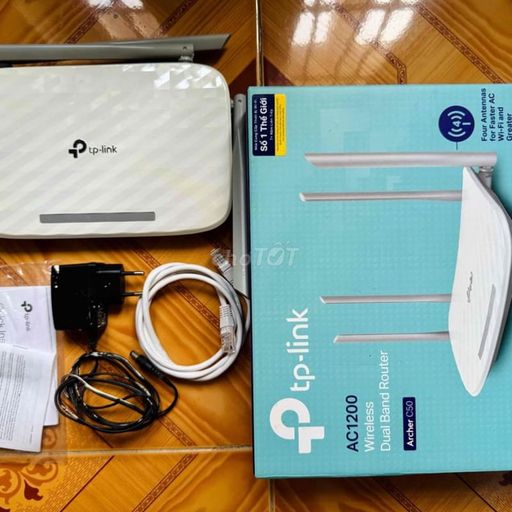 tp-link
Số 1 Thế Giới
Four Antennas
for Faster AC
Wi-Fi and
Greater
choTỐT
tp-link
tp-link
AC1200
Wireless
Dual Band Router
Archer C50